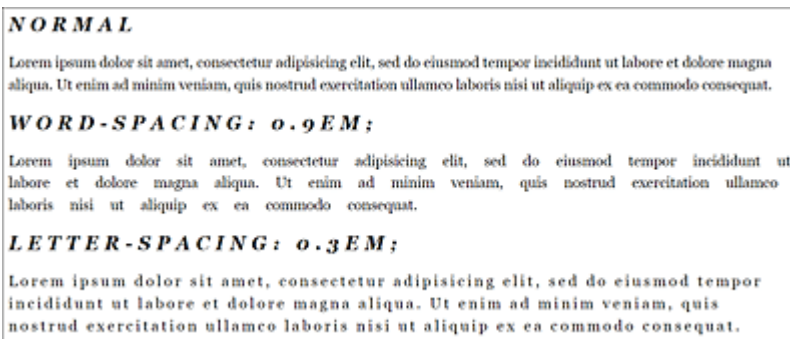 NORMAL
Lorem ipsum dolor sit amet, consectetur adipisicing elit, sed do eiusmod tempor incididunt ut labore et dolore magna
aliqua. Ut enim ad minim veniam, quis nostrud exercitation ullamco laboris nisi ut aliquip ex ea commodo consequat.
WORD-SPACING: 0.9EM;
Lorem ipsum dolor sit amet, consectetur adipisicing elit, sed do eiusmod tempor incididunt ut
labore et dolore magna aliqua. Ut enim ad minim veniam, quis nostrud exercitation ullamco
laboris nisi ut aliquip ex ea commodo consequat.
LETTER-SPACING: 0.3EM;
Lorem ipsum dolor sit amet, consectetur adipisicing elit, sed do eiusmod tempor
incididunt ut labore et dolore magna aliqua. Ut enim ad minim veniam, quis
nostrud exercitation ullamco laboris nisi ut aliquip ex ea commodo consequat.